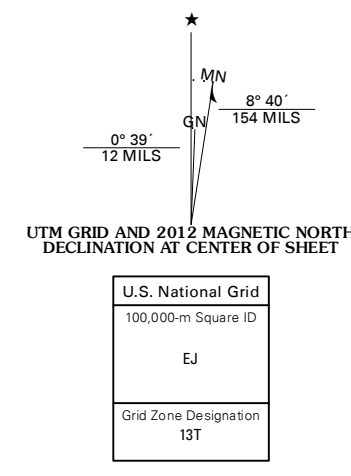 ★
MN
GN
8° 40´
154 MILS
0° 39´
12 MILS
UTM GRID AND 2012 MAGNETIC NORTH
DECLINATION AT CENTER OF SHEET
U.S. National Grid
100,000-m Square ID
EJ
Grid Zone Designation
13T